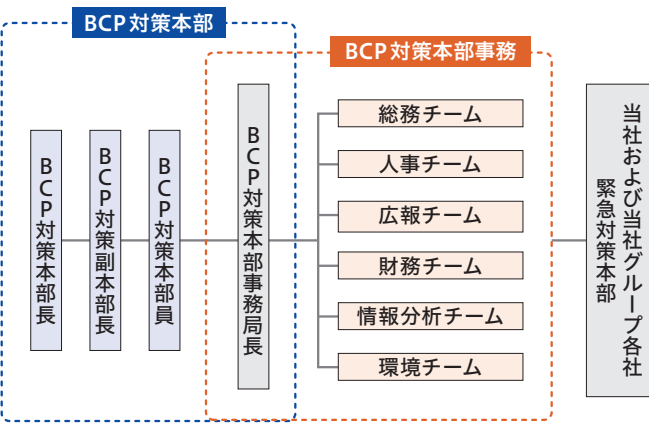 BCP対策本部
BCP対策本部事務
BCP対策本部長
BCP対策副本部長
BCP対策本部員
BCP対策本部事務局長
総務チーム
人事チーム
広報チーム
財務チーム
情報分析チーム
環境チーム
当社および当社グループ各社
緊急対策本部